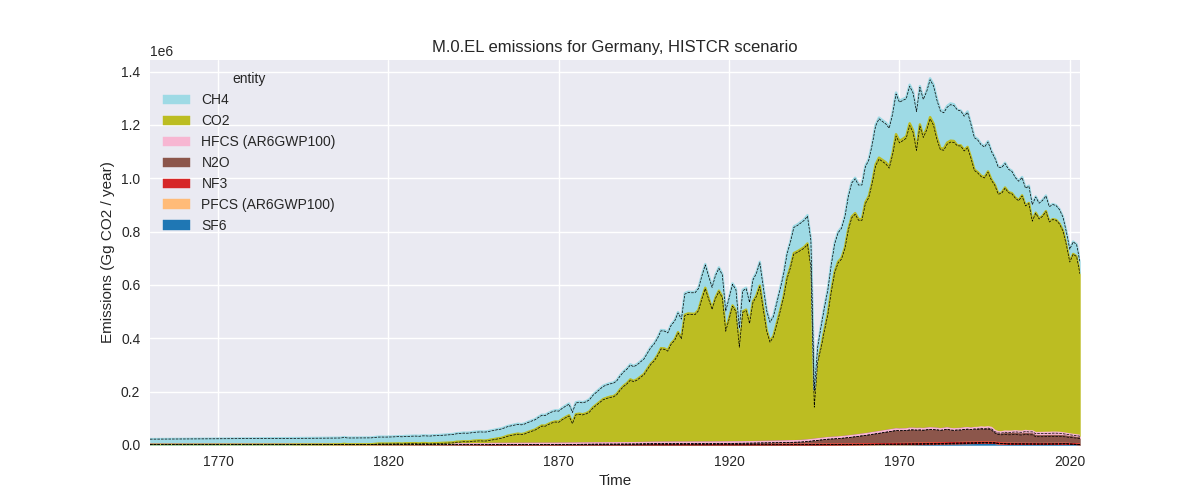 M.0.EL emissions for Germany, HISTCR scenario
1e6
1.4
1.2
1.0
0.8
0.6
0.4
0.2
0.0
Emissions (Gg CO2 / year)
entity
CH4
CO2
HFCS (AR6GWP100)
N2O
NF3
PFCS (AR6GWP100)
SF6
1770 1820 1870 1920 1970 2020
Time